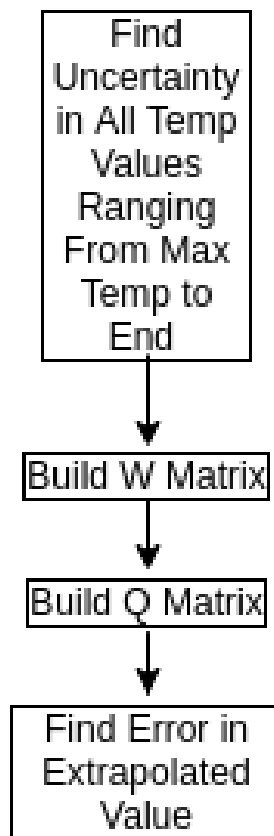 Find
Uncertainty
in All Temp
Values
Ranging
From Max
Temp to
End
Build W Matrix
Build Q Matrix
Find Error in
Extrapolated
Value